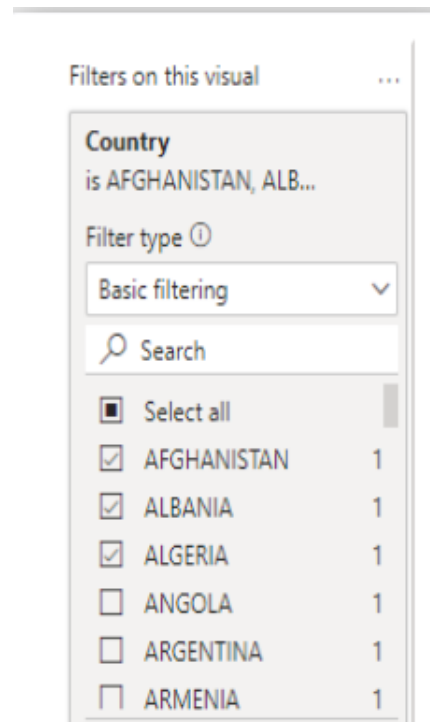 Filters on this visual ...
Country
is AFGHANISTAN, ALB...
Filter type
Basic filtering
Search
Select all
AFGHANISTAN 1
ALBANIA 1
ALGERIA 1
ANGOLA 1
ARGENTINA 1
ARMENIA 1